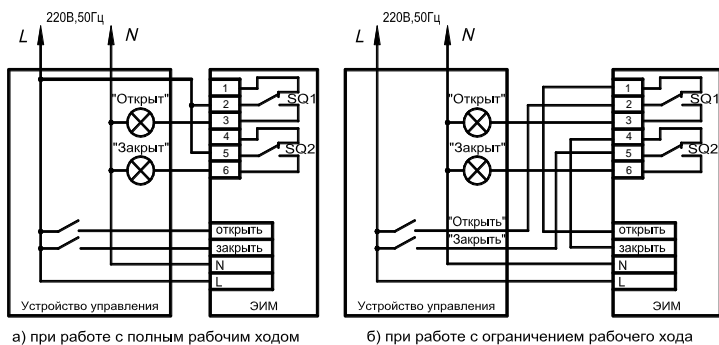 220В,50Гц
L
N
"Открыт"
"Закрыт"
1
2
3
4
5
6
SQ1
SQ2
открыть
закрыть
N
L
Устройство управления
ЭИМ
а) при работе с полным рабочим ходом
220В,50Гц
L
N
"Открыт"
"Закрыт"
1
2
3
4
5
6
SQ1
SQ2
"Открыть"
"Закрыть"
открыть
закрыть
N
L
Устройство управления
ЭИМ
б) при работе с ограничением рабочего хода